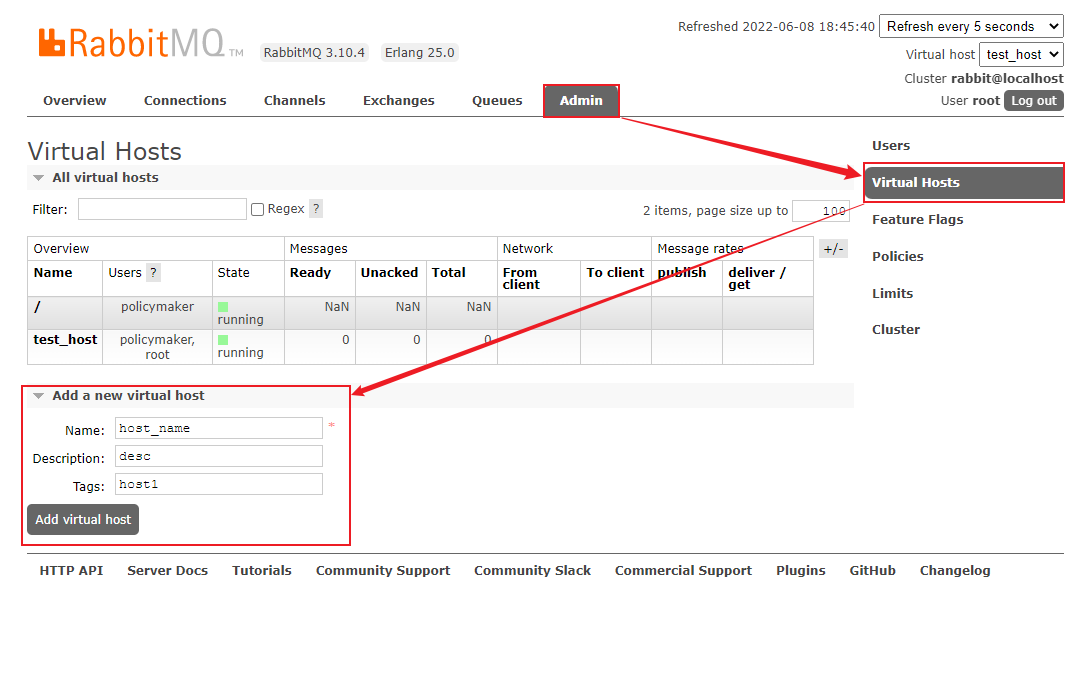 Refreshed 2022-06-08 18:45:40 Refresh every 5 seconds
RabbitMQ TM RabbitMQ 3.10.4 Erlang 25.0
Virtual host test_host
Cluster rabbit@localhost
User root Log out
Overview Connections Channels Exchanges Queues Admin
Users
Virtual Hosts
Feature Flags
Policies
Limits
Cluster
Virtual Hosts
All virtual hosts
Filter: Regex ? 2 items, page size up to 100
Overview Messages Network Message rates +/-
Name Users ? State Ready Unacked Total From client To client publish deliver / get
/ policymaker running NaN NaN NaN
test_host policymaker, root running 0 0 0
Add a new virtual host
Name: host_name *
Description: desc
Tags: host1
Add virtual host
HTTP API Server Docs Tutorials Community Support Community Slack Commercial Support Plugins GitHub Changelog